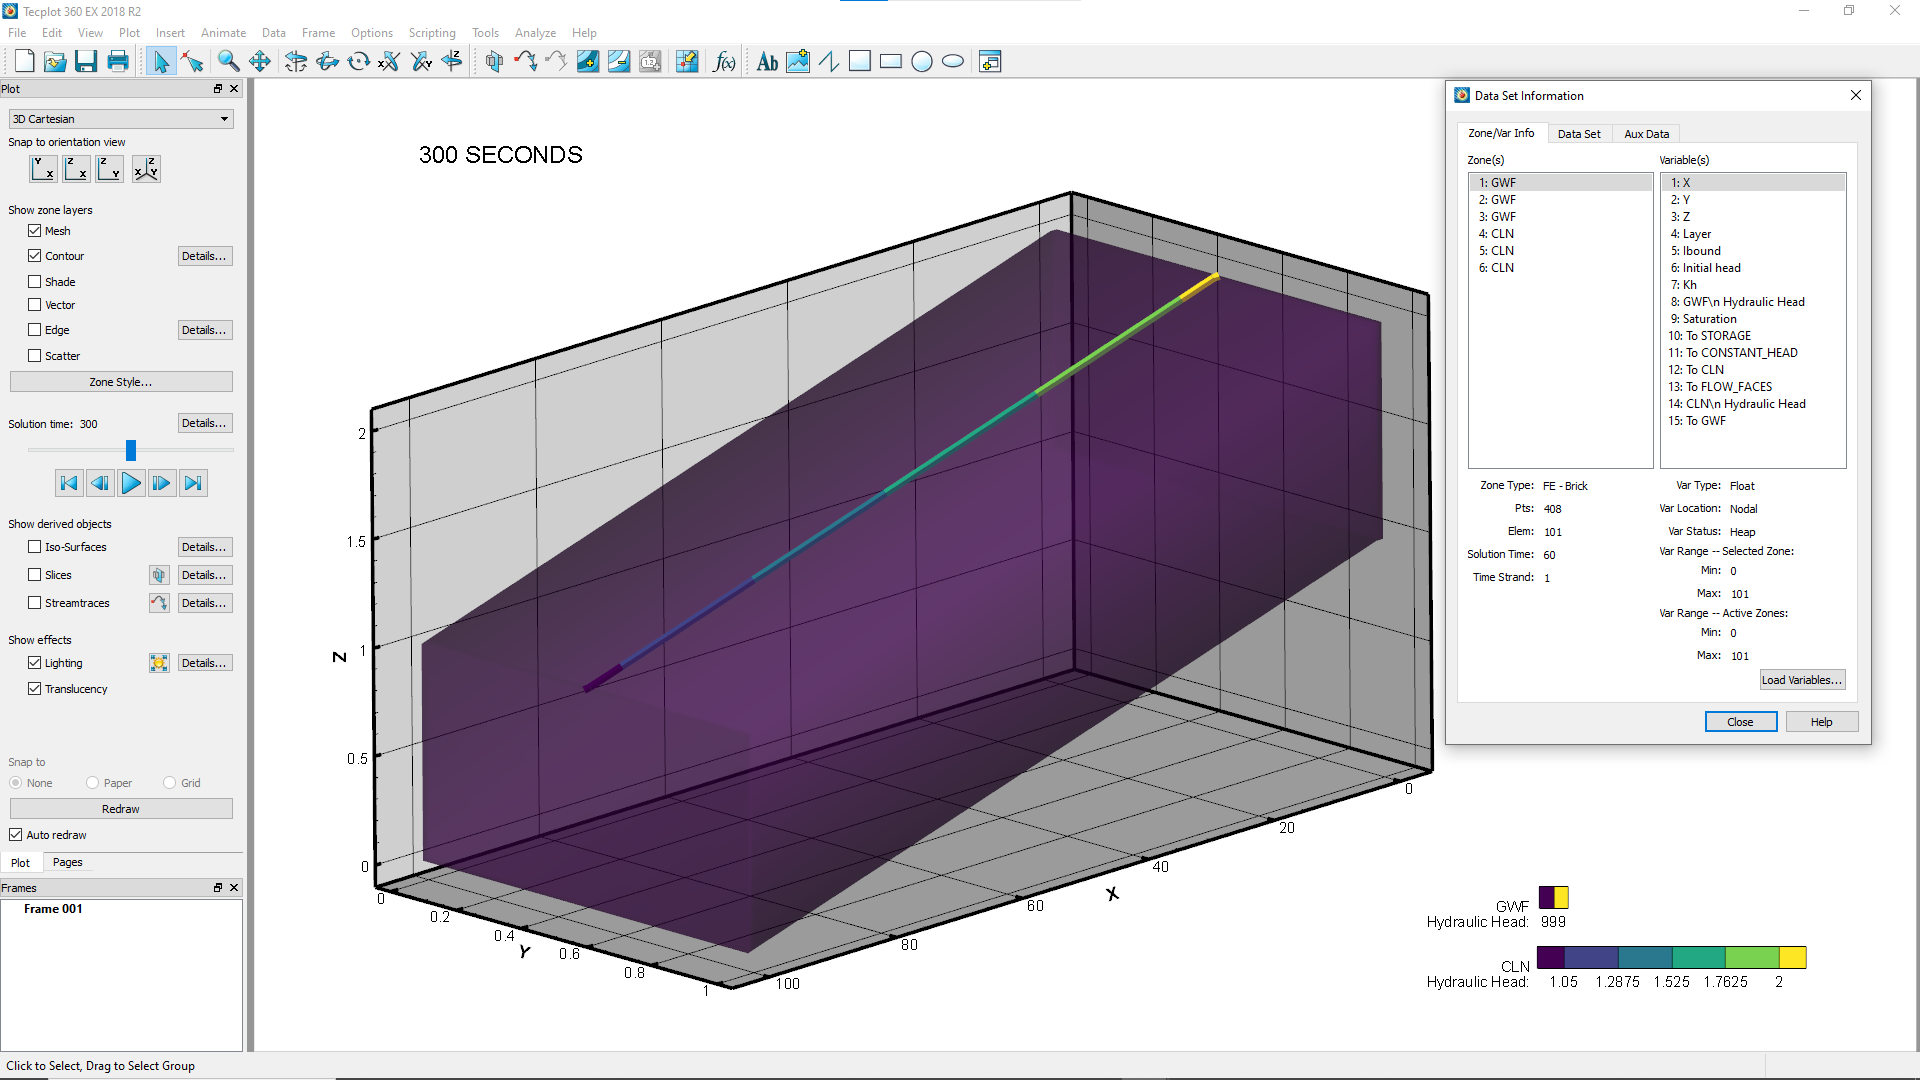 Tecplot 360 EX 2018 R2
File Edit View Plot Insert Animate Data Frame Options Scripting Tools Analyze Help
Plot
3D Cartesian
Snap to orientation view
Y X
Z X
Z Y
Z X Y
Show zone layers
Mesh
Contour Details...
Shade
Vector
Edge Details...
Scatter
Zone Style...
Solution time: 300 Details...
Show derived objects
Iso-Surfaces Details...
Slices Details...
Streamtraces Details...
Show effects
Lighting Details...
Translucency
Snap to
None Paper Grid
Redraw
Auto redraw
Plot Pages
Frames
Frame 001
Click to Select, Drag to Select Group
300 SECONDS
Z
2
1.5
1
0.5
0
Y
0
0.2
0.4
0.6
0.8
1
X
100
80
60
40
20
0
GWF
Hydraulic Head: 999
CLN
Hydraulic Head: 1.05 1.2875 1.525 1.7625 2
Data Set Information
Zone/Var Info Data Set Aux Data
Zone(s)
1: GWF
2: GWF
3: GWF
4: CLN
5: CLN
6: CLN
Variable(s)
1: X
2: Y
3: Z
4: Layer
5: Ibound
6: Initial head
7: Kh
8: GWF\n Hydraulic Head
9: Saturation
10: To STORAGE
11: To CONSTANT_HEAD
12: To CLN
13: To FLOW_FACES
14: CLN\n Hydraulic Head
15: To GWF
Zone Type: FE - Brick
Pts: 408
Elem: 101
Solution Time: 60
Time Strand: 1
Var Type: Float
Var Location: Nodal
Var Status: Heap
Var Range -- Selected Zone:
Min: 0
Max: 101
Var Range -- Active Zones:
Min: 0
Max: 101
Load Variables...
Close Help